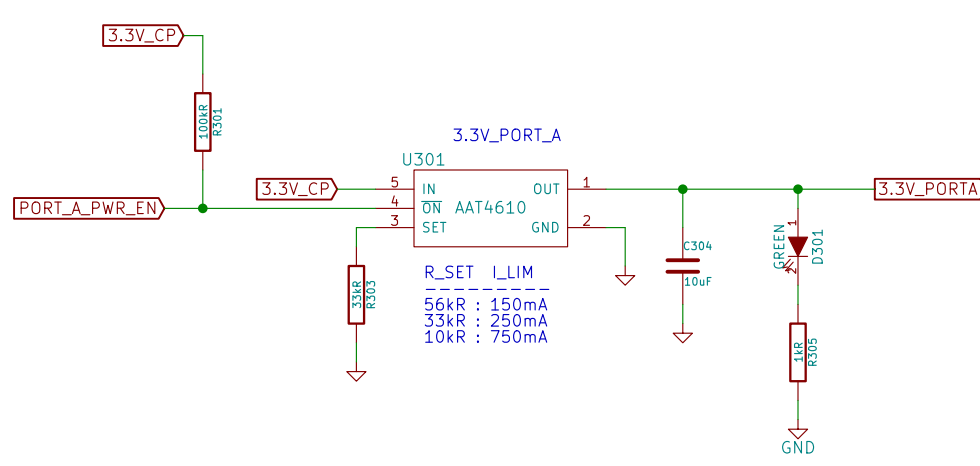 3.3V_CP
100kR
R301
3.3V_PORT_A
U301
3.3V_CP
5
IN
OUT
1
3.3V_PORTA
PORT_A_PWR_EN
4
ON
AAT4610
3
SET
GND
2
1
GREEN
D301
2
C304
10uF
33kR
R303
R_SET I_LIM
- - - - - - - - - -
56kR : 150mA
33kR : 250mA
10kR : 750mA
1kR
R305
GND